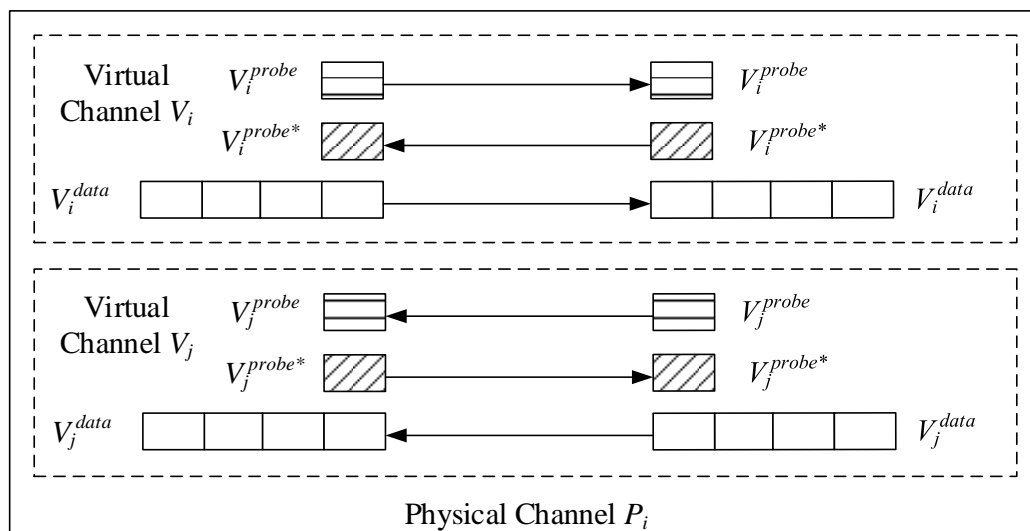 Virtual
Channel V_i
V_i^{probe} V_i^{probe}
V_i^{probe*} V_i^{probe*}
V_i^{data} V_i^{data}
Virtual
Channel V_j
V_j^{probe} V_j^{probe}
V_j^{probe*} V_j^{probe*}
V_j^{data} V_j^{data}
Physical Channel P_i